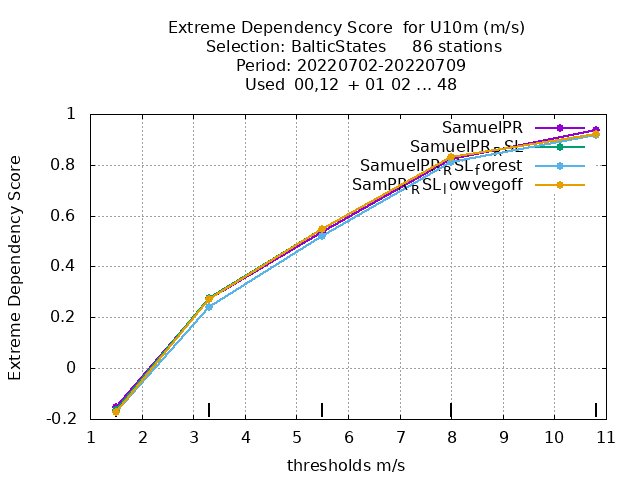 Extreme Dependency Score  for U10m (m/s)
Selection: BalticStates     86 stations
Period: 20220702-20220709
Used  00,12  + 01 02 ... 48
Extreme Dependency Score
1
0.8
0.6
0.4
0.2
0
-0.2
SamuelPR
SamuelPR_RSL
SamuelPR_RSL_forest
SamPR_RSL_lowvegoff
1 2 3 4 5 6 7 8 9 10 11
thresholds m/s